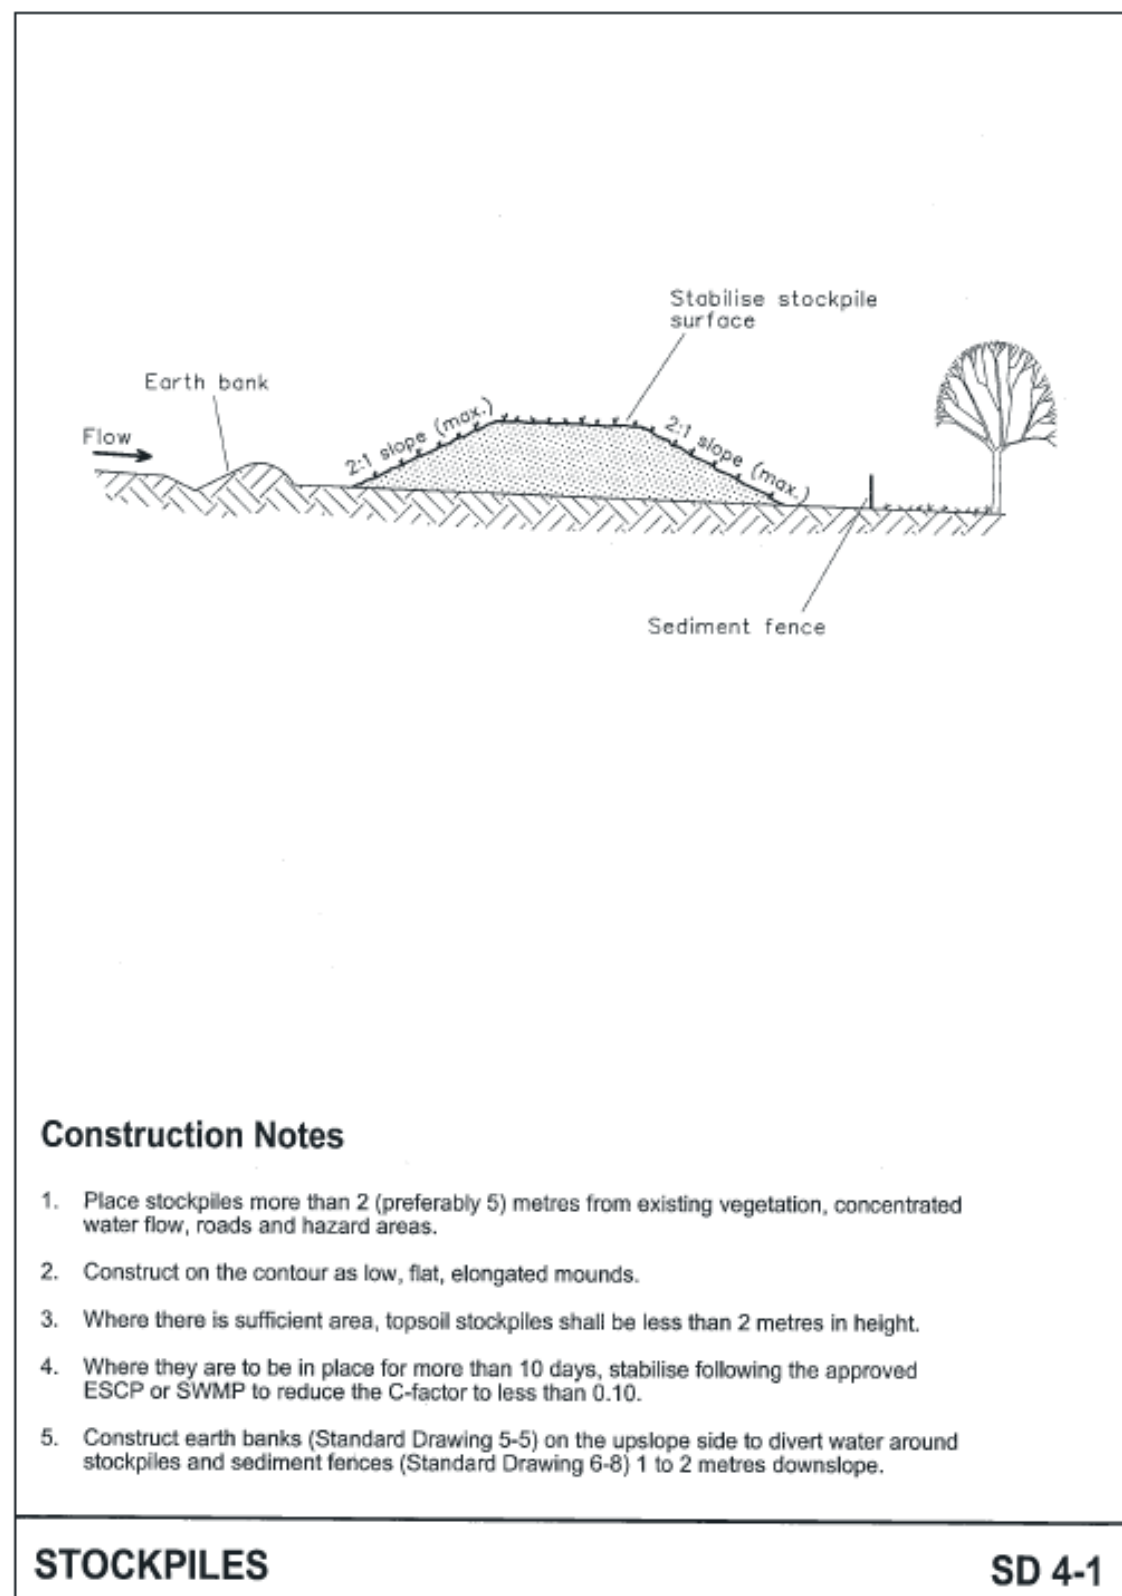 Stabilise stockpile
surface
Earth bank
Flow
2:1 slope (max.)
2:1 slope (max.)
Sediment fence
Construction Notes
1. Place stockpiles more than 2 (preferably 5) metres from existing vegetation, concentrated
water flow, roads and hazard areas.
2. Construct on the contour as low, flat, elongated mounds.
3. Where there is sufficient area, topsoil stockpiles shall be less than 2 metres in height.
4. Where they are to be in place for more than 10 days, stabilise following the approved
ESCP or SWMP to reduce the C-factor to less than 0.10.
5. Construct earth banks (Standard Drawing 5-5) on the upslope side to divert water around
stockpiles and sediment fences (Standard Drawing 6-8) 1 to 2 metres downslope.
STOCKPILES
SD 4-1